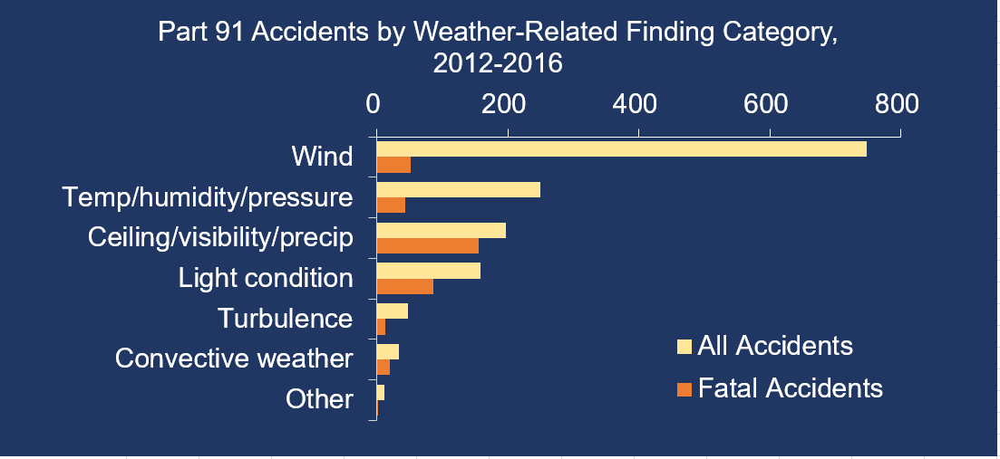 Part 91 Accidents by Weather-Related Finding Category,
2012-2016
0 200 400 600 800
Wind
Temp/humidity/pressure
Ceiling/visibility/precip
Light condition
Turbulence
Convective weather
Other
All Accidents
Fatal Accidents